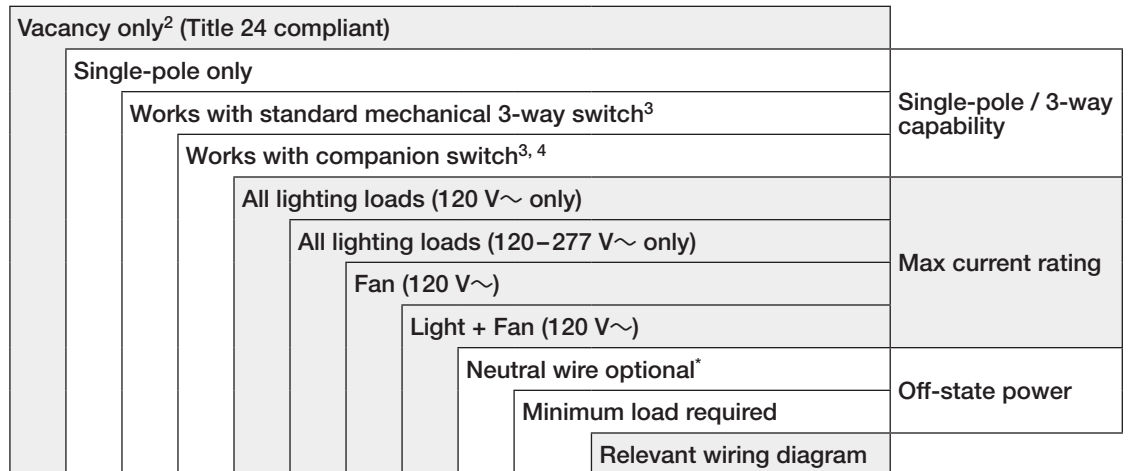 Vacancy only² (Title 24 compliant)
Single-pole only
Works with standard mechanical 3-way switch³
Works with companion switch³, ⁴
Single-pole / 3-way
capability
All lighting loads (120 V～ only)
All lighting loads (120–277 V～ only)
Fan (120 V～)
Light + Fan (120 V～)
Max current rating
Neutral wire optional*
Minimum load required
Off-state power
Relevant wiring diagram